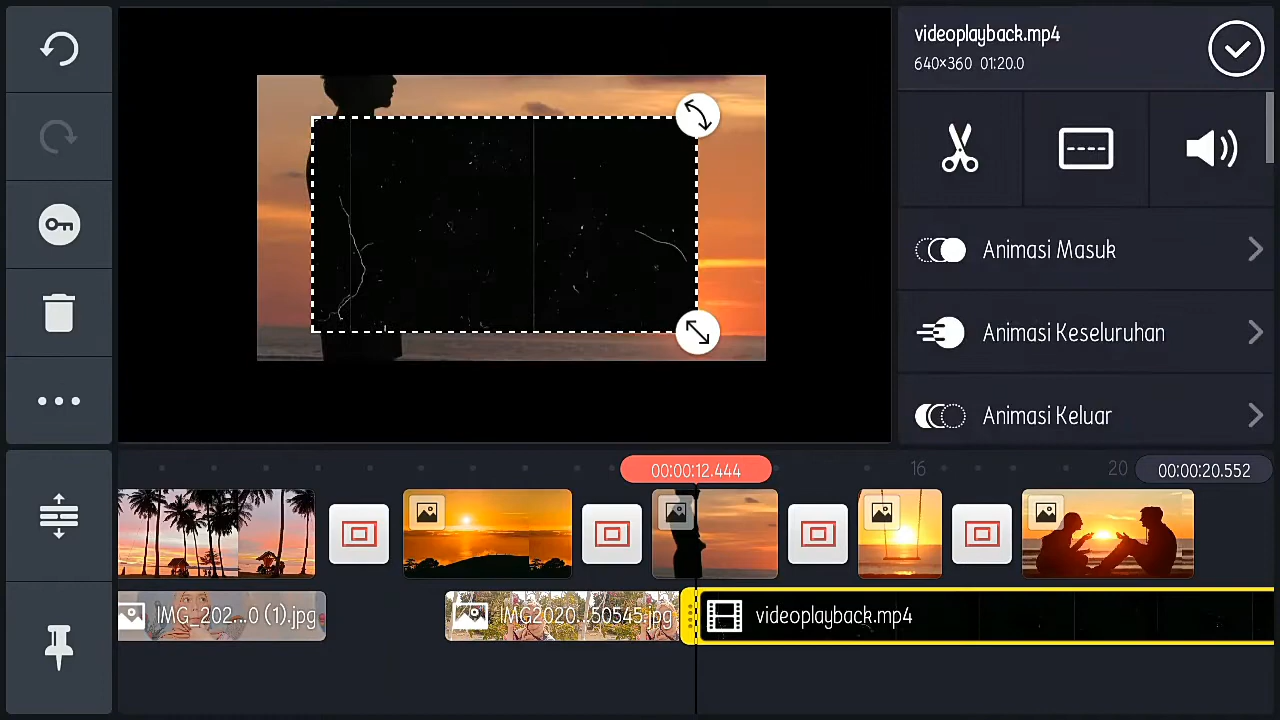 videoplayback.mp4
640×360 01:20.0
Animasi Masuk
Animasi Keseluruhan
Animasi Keluar
00:00:12.444
16
20
00:00:20.552
IMG_202...0 (1).jpg
IMG2020...50545.jpg
videoplayback.mp4